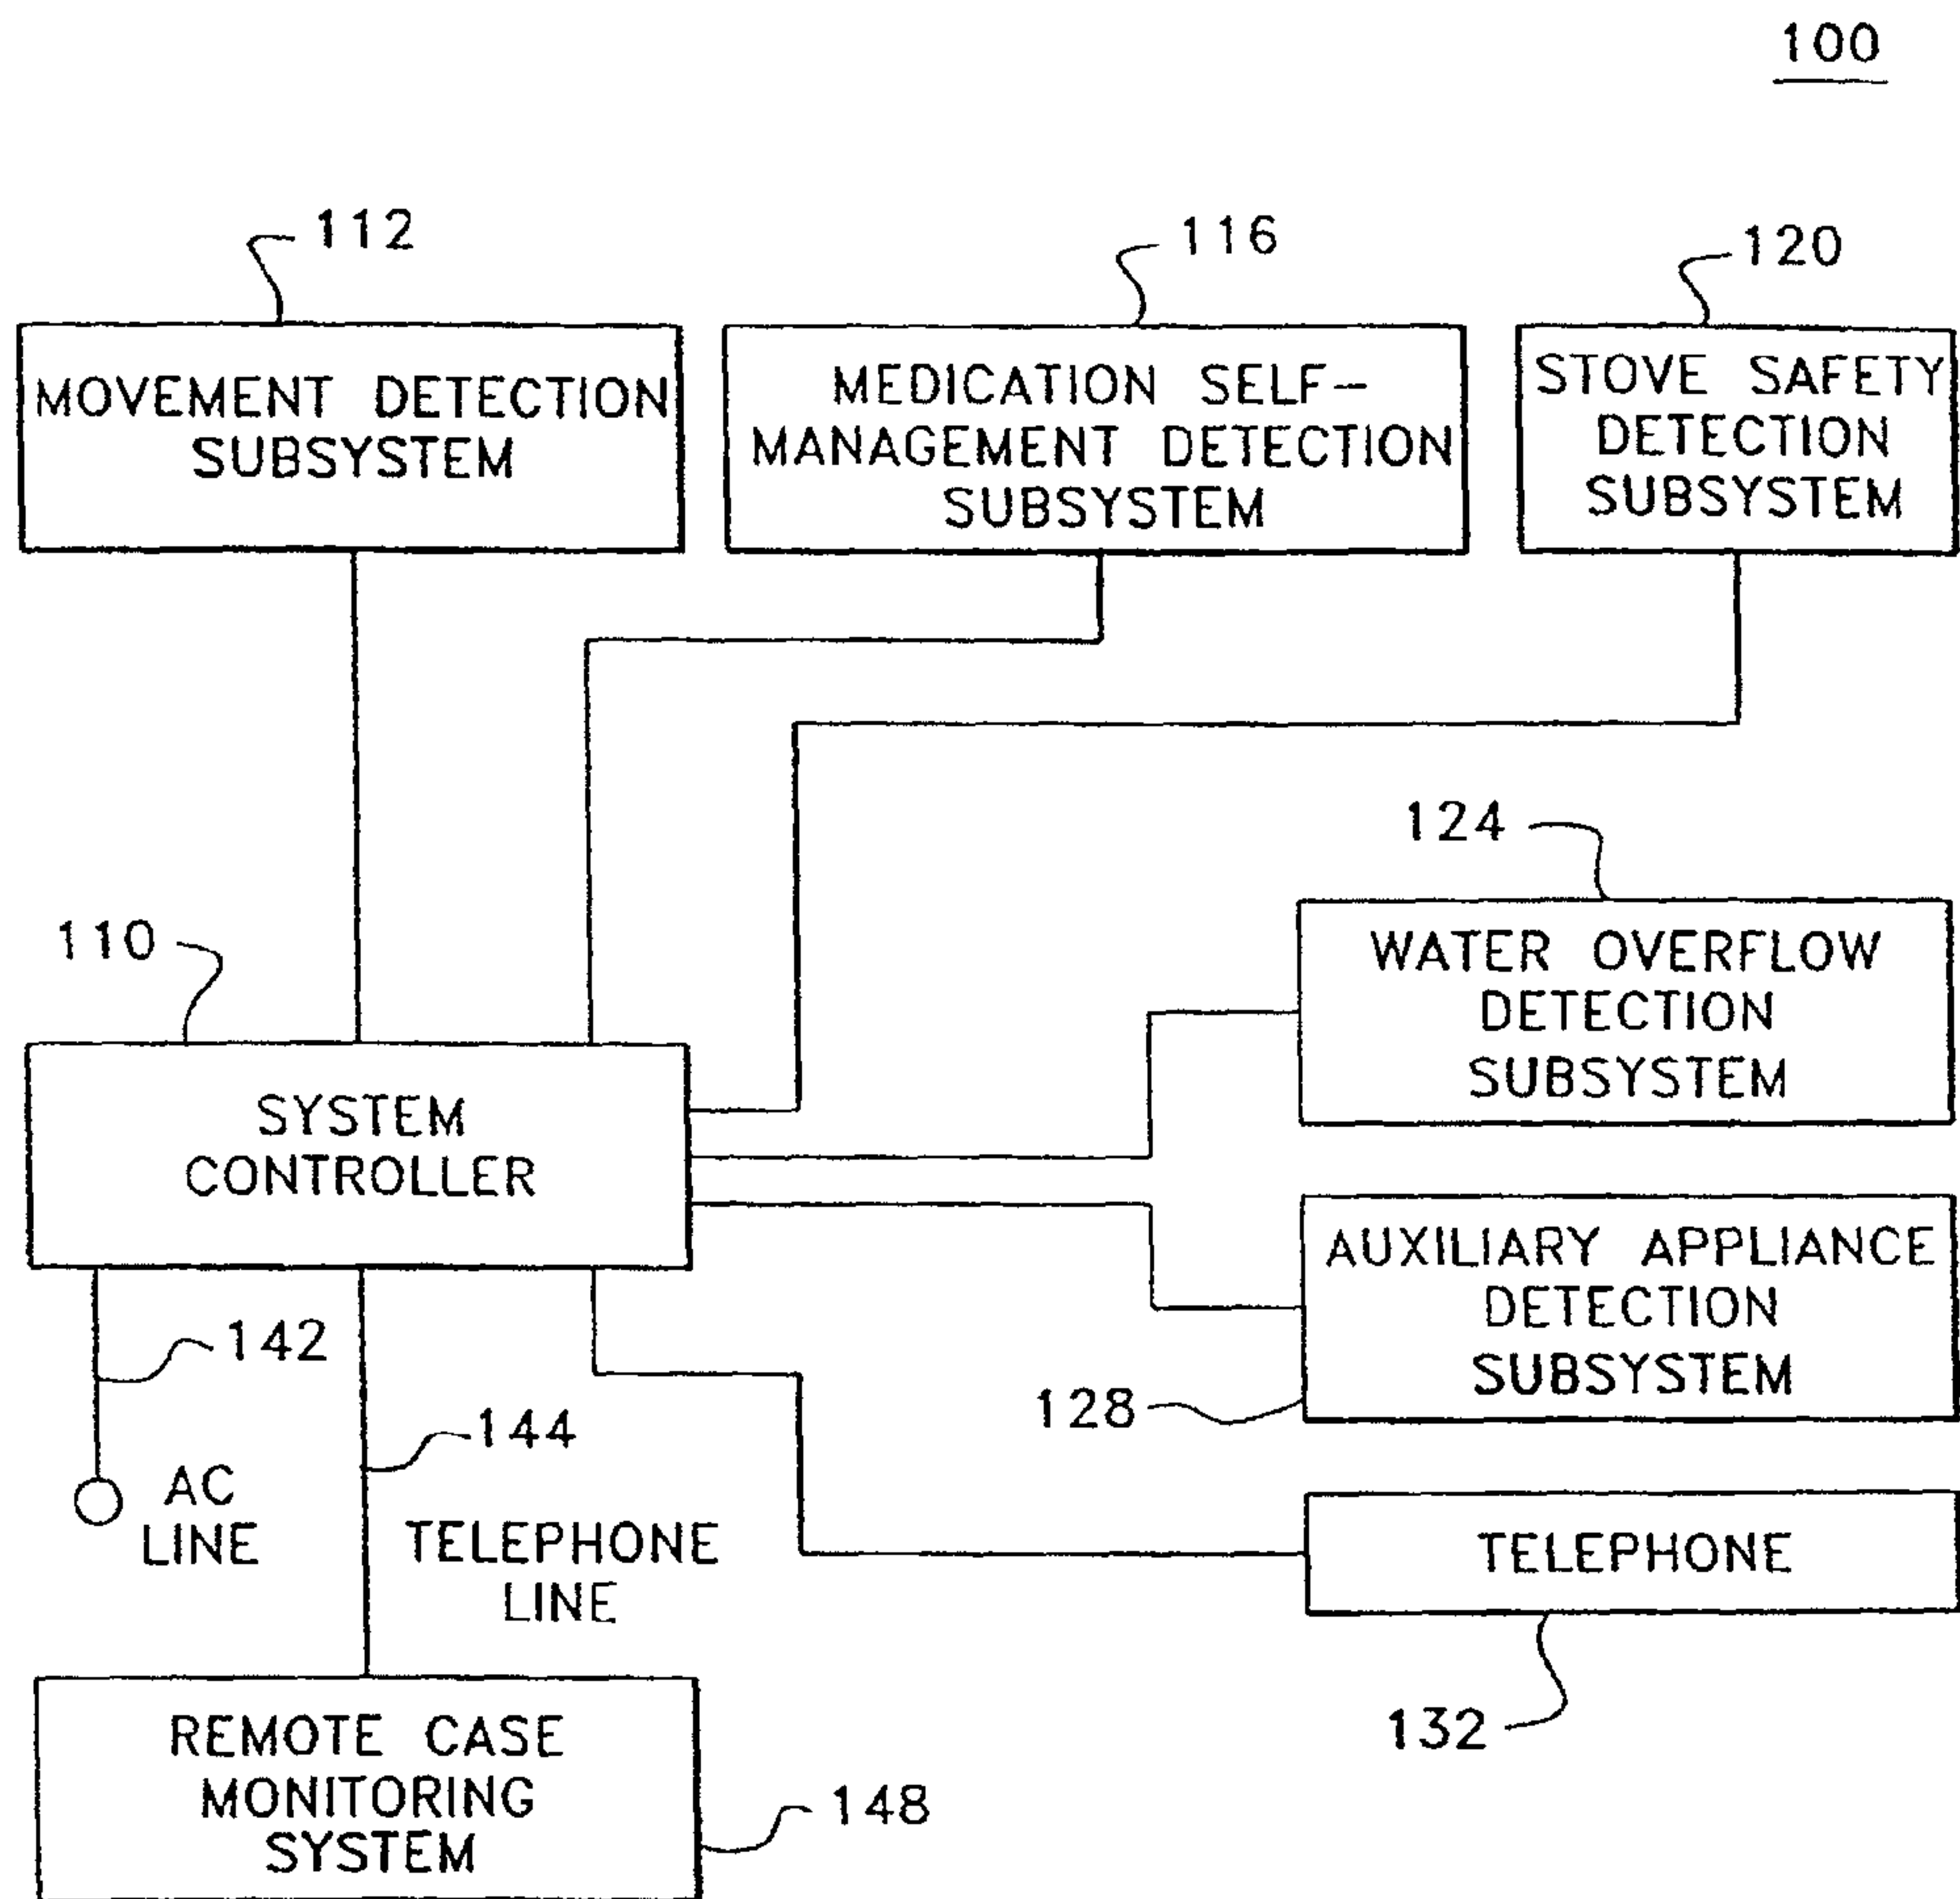 100
112
116
120
MOVEMENT DETECTION
SUBSYSTEM
MEDICATION SELF-
MANAGEMENT DETECTION
SUBSYSTEM
STOVE SAFETY
DETECTION
SUBSYSTEM
124
WATER OVERFLOW
DETECTION
SUBSYSTEM
110
SYSTEM
CONTROLLER
AUXILIARY APPLIANCE
DETECTION
SUBSYSTEM
128
142
144
AC
LINE
TELEPHONE
LINE
TELEPHONE
132
REMOTE CASE
MONITORING
SYSTEM
148